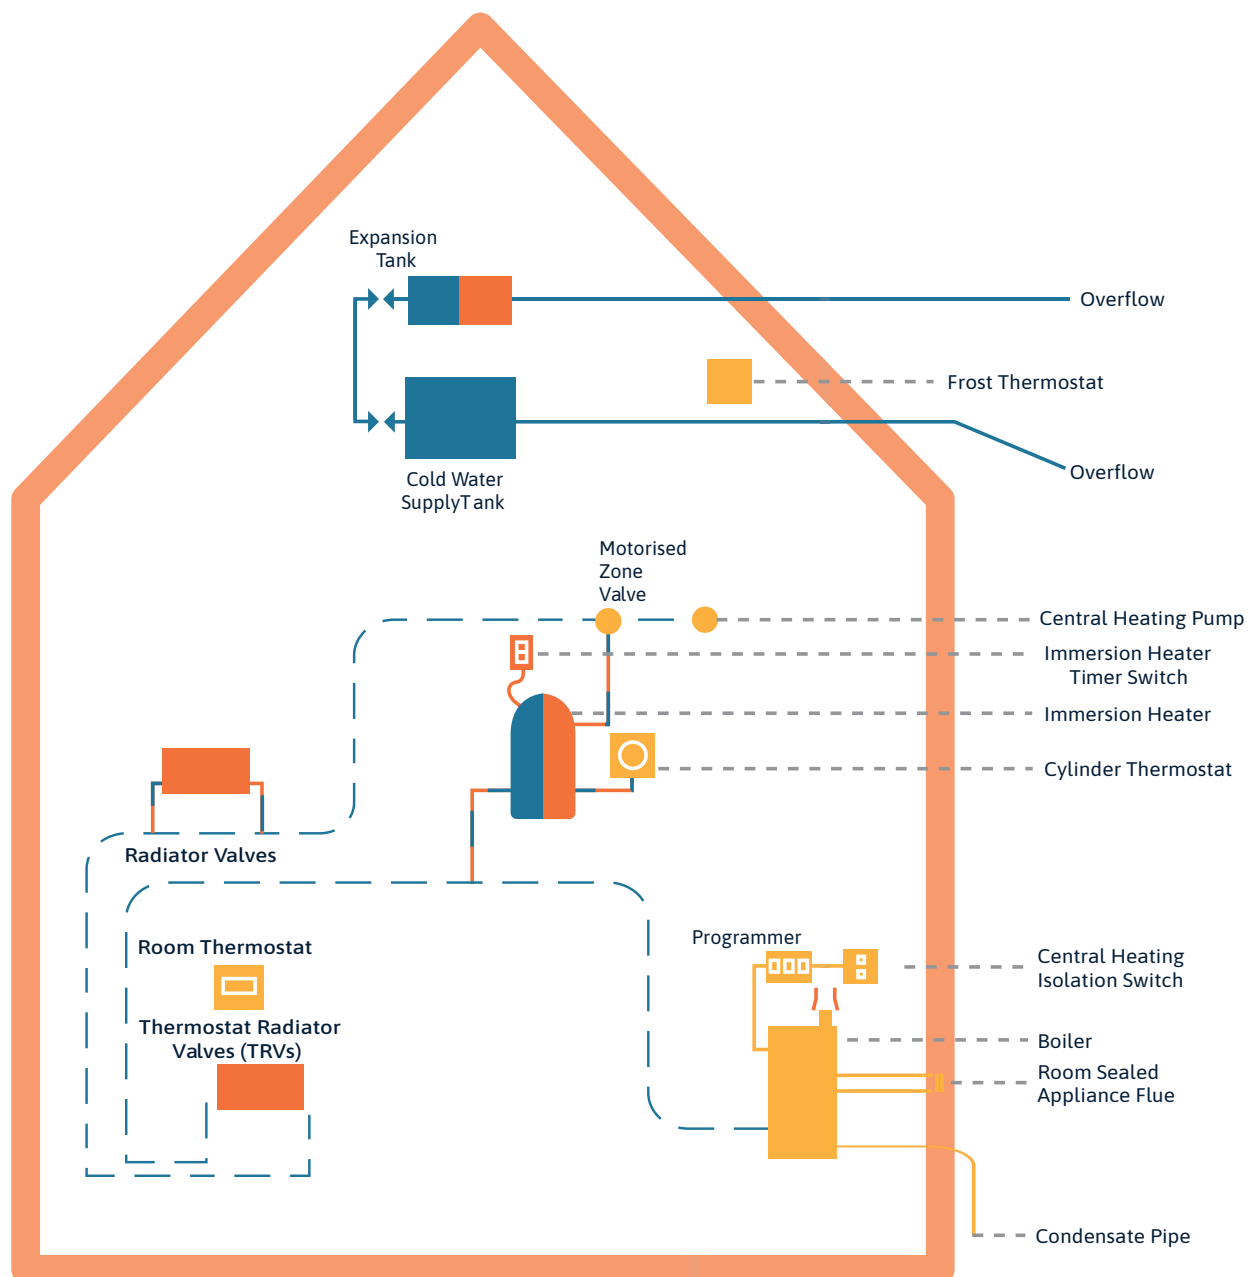 Expansion
Tank
Overflow
Frost Thermostat
Overflow
Cold Water
SupplyTank
Motorised
Zone
Valve
Central Heating Pump
Immersion Heater
Timer Switch
Immersion Heater
Cylinder Thermostat
Radiator Valves
Room Thermostat
Programmer
Central Heating
Isolation Switch
Thermostat Radiator
Valves (TRVs)
Boiler
Room Sealed
Appliance Flue
Condensate Pipe